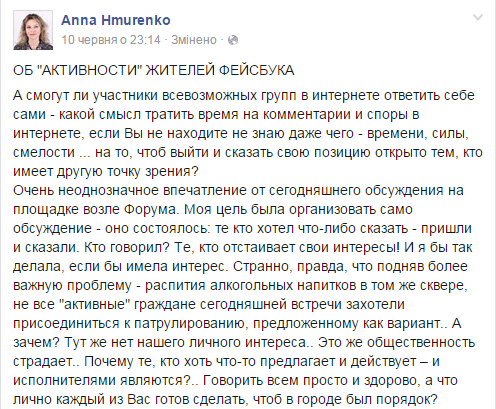 Anna Hmurenko
10 червня о 23:14 · Змінено ·
ОБ "АКТИВНОСТИ" ЖИТЕЛЕЙ ФЕЙСБУКА
А смогут ли участники всевозможных групп в интернете ответить себе
сами - какой смысл тратить время на комментарии и споры в
интернете, если Вы не находите не знаю даже чего - времени, силы,
смелости ... на то, чтоб выйти и сказать свою позицию открыто тем, кто
имеет другую точку зрения?
Очень неоднозначное впечатление от сегодняшнего обсуждения на
площадке возле Форума. Моя цель была организовать само
обсуждение - оно состоялось: те кто хотел что-либо сказать - пришли
и сказали. Кто говорил? Те, кто отстаивает свои интересы! И я бы так
делала, если бы имела интерес. Странно, правда, что подняв более
важную проблему - распития алкогольных напитков в том же сквере,
не все "активные" граждане сегодняшней встречи захотели
присоединиться к патрулированию, предложенному как вариант.. А
зачем? Тут же нет нашего личного интереса.. Это же общественность
страдает.. Почему те, кто хоть что-то предлагает и действует – и
исполнителями являются?.. Говорить всем просто и здорово, а что
лично каждый из Вас готов сделать, чтоб в городе был порядок?